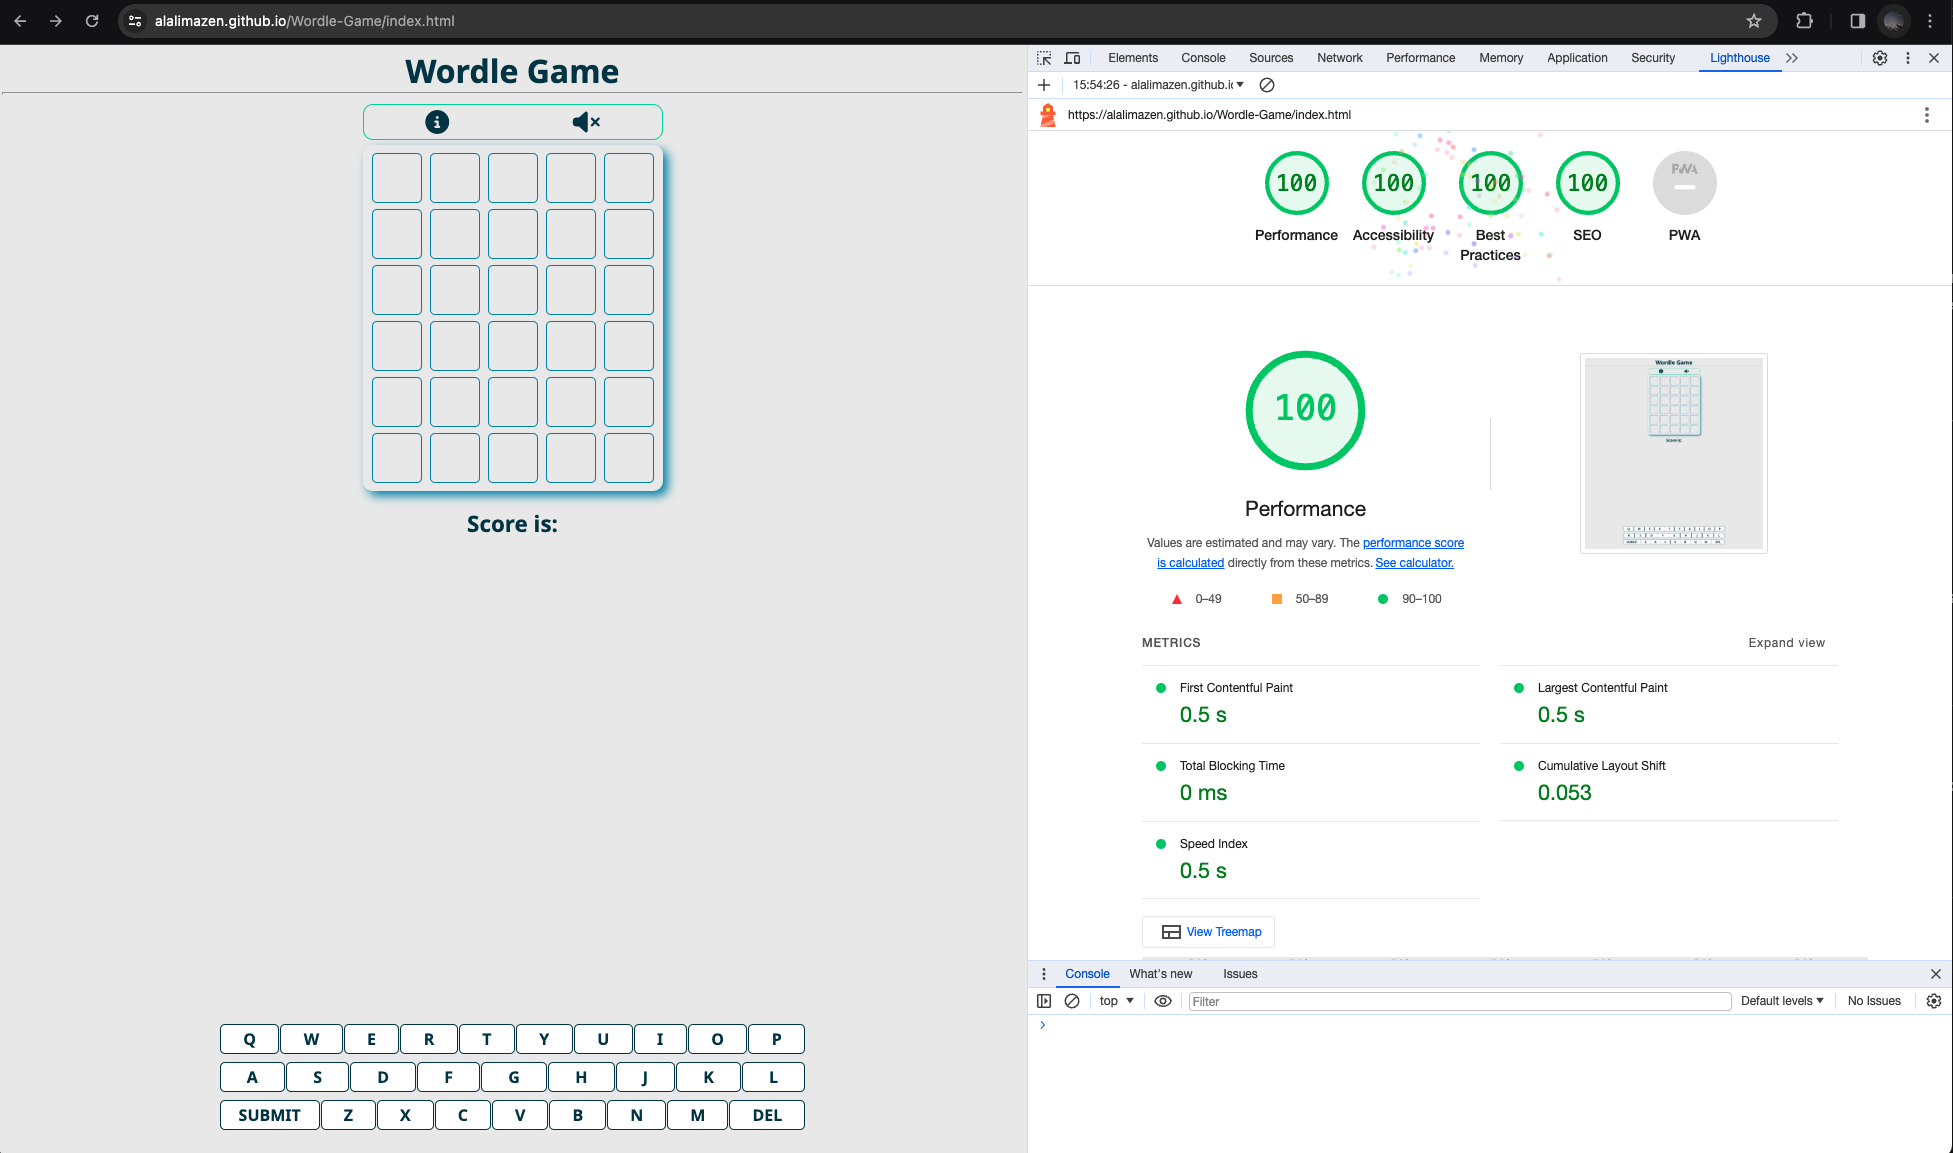 alalimazen.github.io/Wordle-Game/index.html
Wordle Game
Score is:
Q W E R T Y U I O P
A S D F G H J K L
SUBMIT Z X C V B N M DEL
Elements Console Sources Network Performance Memory Application Security Lighthouse
15:54:26 - alalimazen.github.i
https://alalimazen.github.io/Wordle-Game/index.html
100 100 100 100 PWA
Performance Accessibility Best Practices SEO PWA
100
Performance
Values are estimated and may vary. The performance score
is calculated directly from these metrics. See calculator.
0–49 50–89 90–100
METRICS Expand view
First Contentful Paint
0.5 s
Largest Contentful Paint
0.5 s
Total Blocking Time
0 ms
Cumulative Layout Shift
0.053
Speed Index
0.5 s
View Treemap
Wordle Game
Score is:
Console What's new Issues
top Filter Default levels No Issues